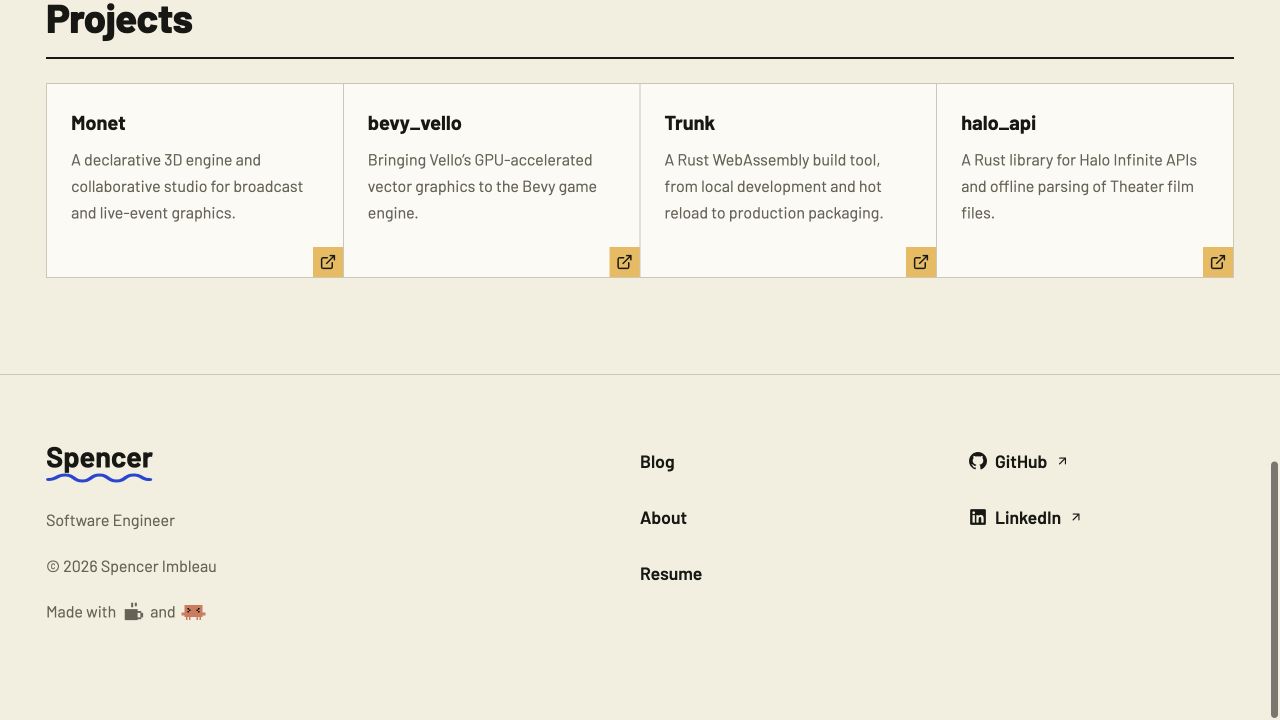 Projects
Monet
A declarative 3D engine and
collaborative studio for broadcast
and live-event graphics.
bevy_vello
Bringing Vello's GPU-accelerated
vector graphics to the Bevy game
engine.
Trunk
A Rust WebAssembly build tool,
from local development and hot
reload to production packaging.
halo_api
A Rust library for Halo Infinite APIs
and offline parsing of Theater film
files.
Spencer
Software Engineer
© 2026 Spencer Imbleau
Made with and
Blog
About
Resume
GitHub
LinkedIn